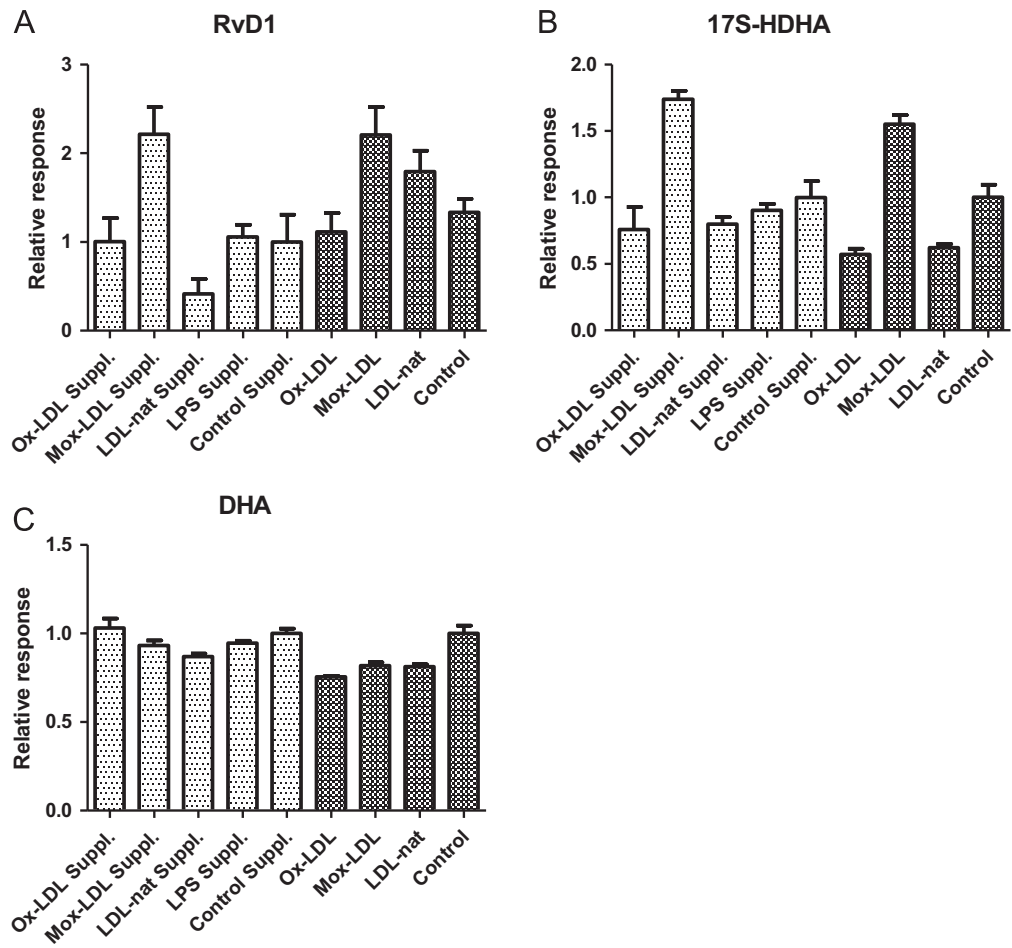 A
RvD1
Relative response
3
2
1
0
Ox-LDL Suppl.
Mox-LDL Suppl.
LDL-nat Suppl.
LPS Suppl.
Control Suppl.
Ox-LDL
Mox-LDL
LDL-nat
Control
B
17S-HDHA
Relative response
2.0
1.5
1.0
0.5
0.0
Ox-LDL Suppl.
Mox-LDL Suppl.
LDL-nat Suppl.
LPS Suppl.
Control Suppl.
Ox-LDL
Mox-LDL
LDL-nat
Control
C
DHA
Relative response
1.5
1.0
0.5
0.0
Ox-LDL Suppl.
Mox-LDL Suppl.
LDL-nat Suppl.
LPS Suppl.
Control Suppl.
Ox-LDL
Mox-LDL
LDL-nat
Control